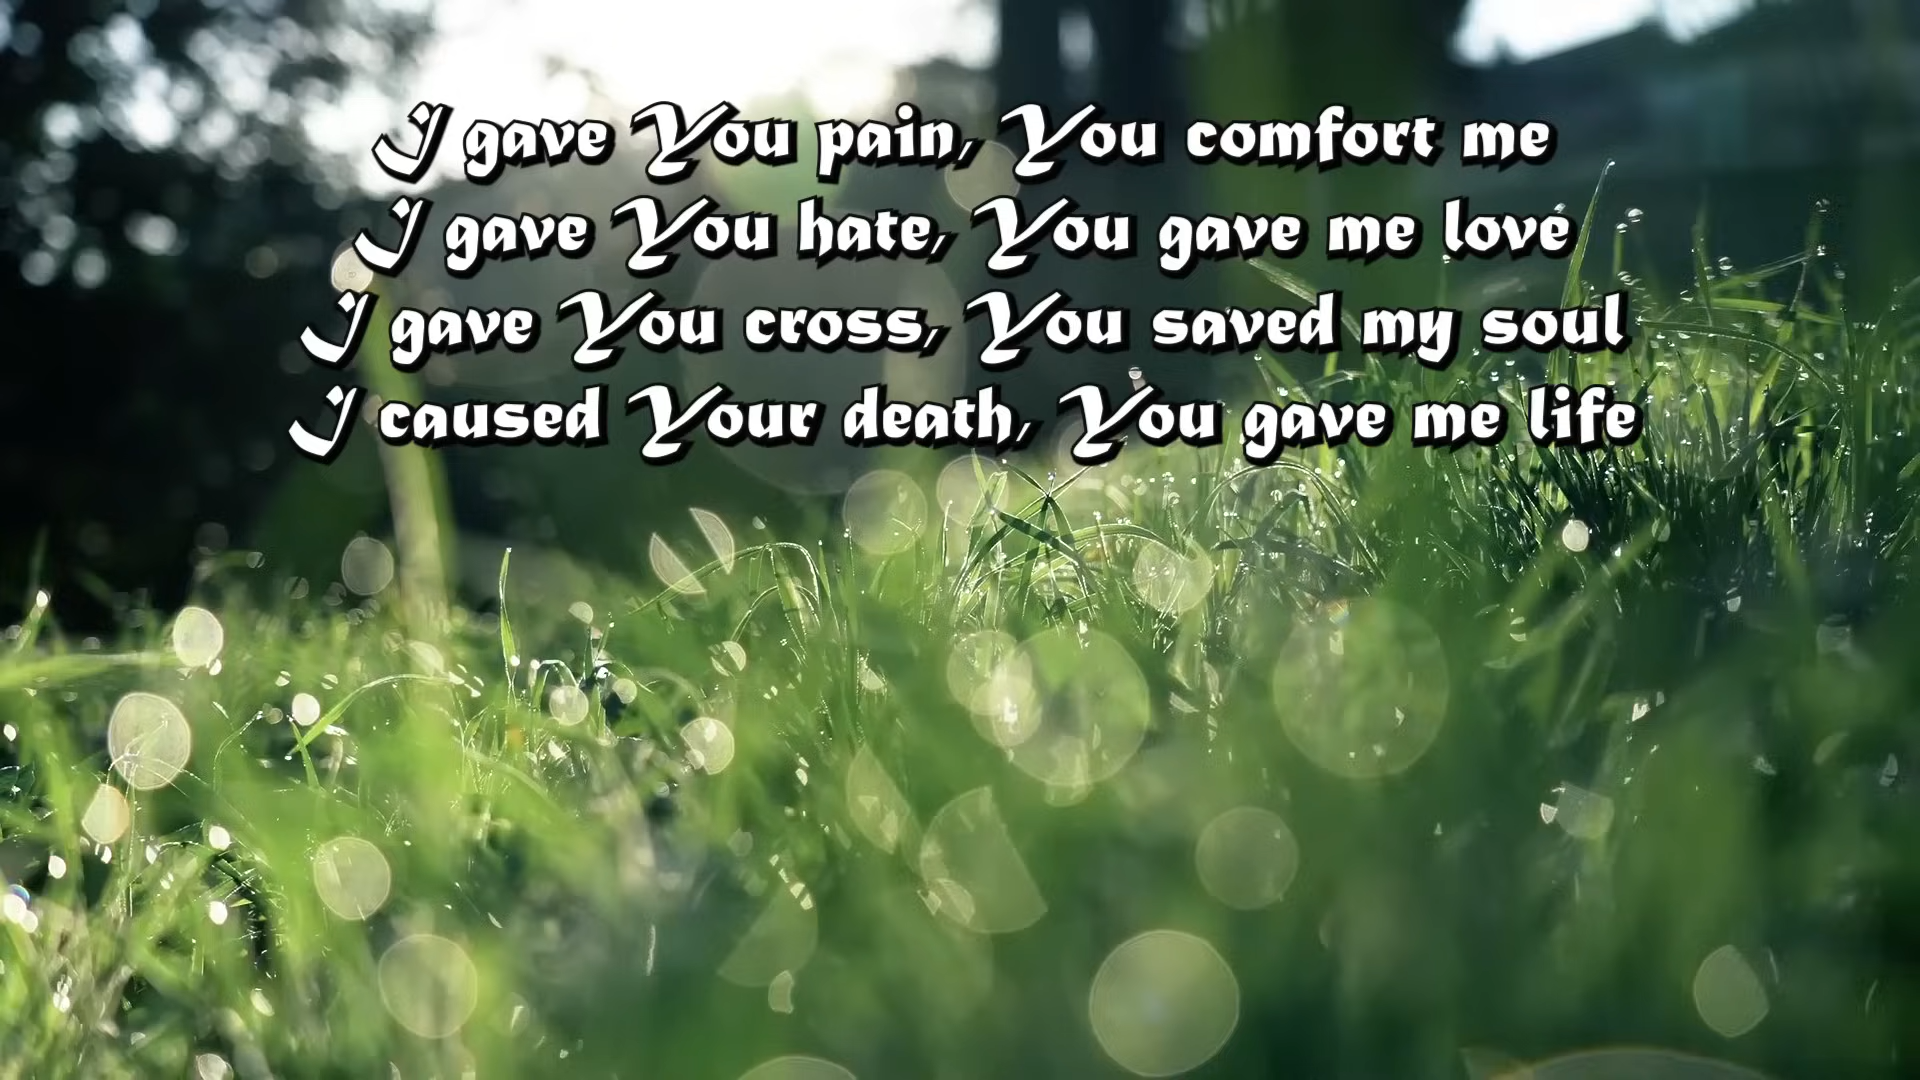 I gave You pain, You comfort me
I gave You hate, You gave me love
I gave You cross, You saved my soul
I caused Your death, You gave me life